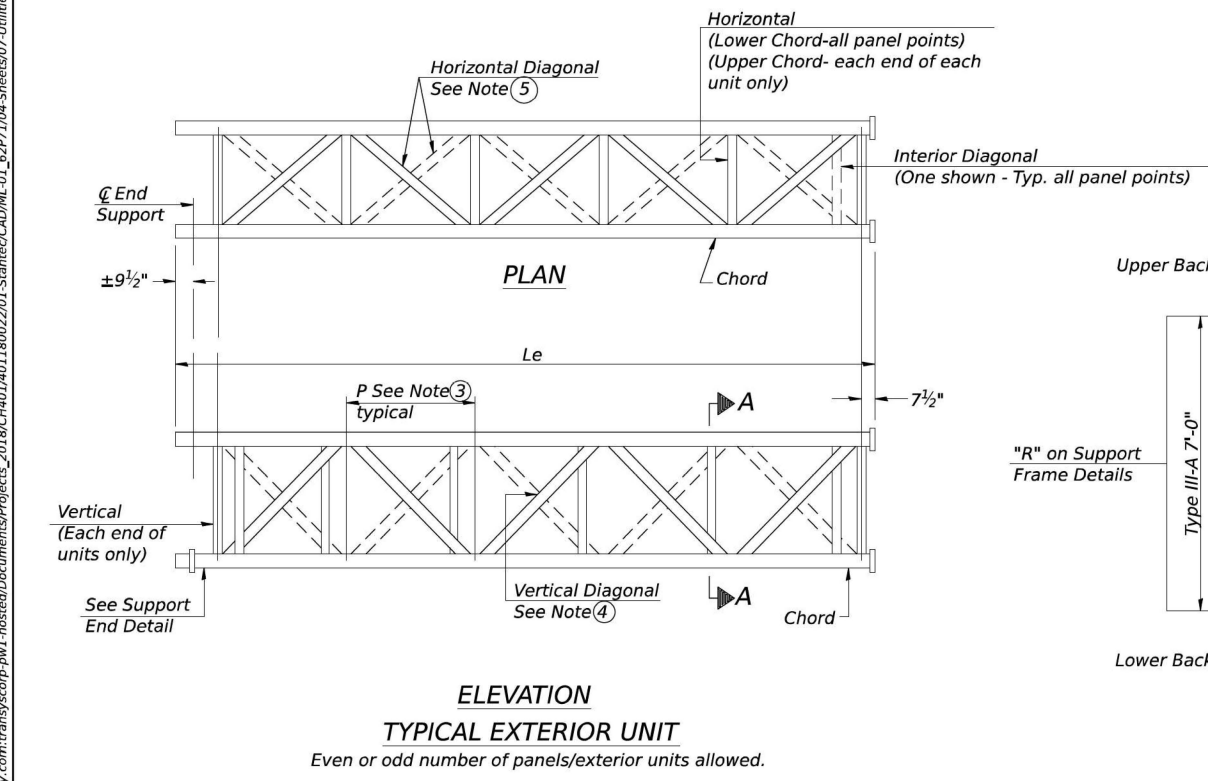 Horizontal
(Lower Chord-all panel points)
(Upper Chord- each end of each
unit only)
Horizontal Diagonal
See Note 5
Interior Diagonal
(One shown - Typ. all panel points)
℄ End
Support
±9½"
PLAN
Chord
Upper Back
Le
P See Note 3
typical
A
7½"
"R" on Support
Frame Details
Type III-A 7'-0"
Vertical
(Each end of
units only)
Vertical Diagonal
See Note 4
A
Chord
See Support
End Detail
Lower Back
ELEVATION
TYPICAL EXTERIOR UNIT
Even or odd number of panels/exterior units allowed.